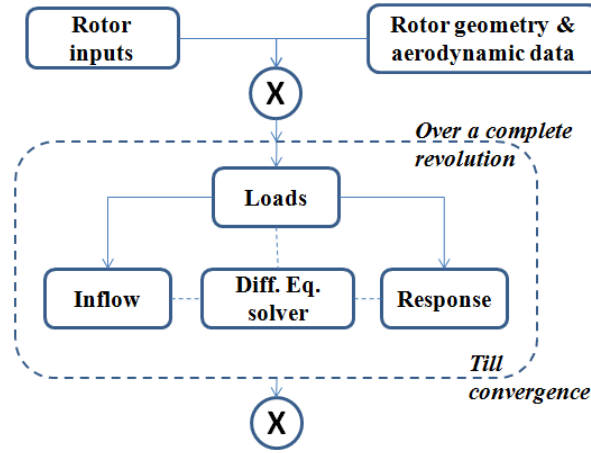 Rotor
inputs
Rotor geometry &
aerodynamic data
X
Over a complete
revolution
Loads
Inflow
Diff. Eq.
solver
Response
Till
convergence
X